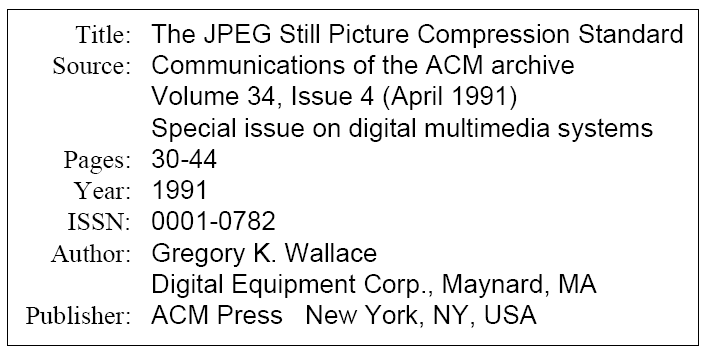 Title: The JPEG Still Picture Compression Standard
Source: Communications of the ACM archive
Volume 34, Issue 4 (April 1991)
Special issue on digital multimedia systems
Pages: 30-44
Year: 1991
ISSN: 0001-0782
Author: Gregory K. Wallace
Digital Equipment Corp., Maynard, MA
Publisher: ACM Press New York, NY, USA